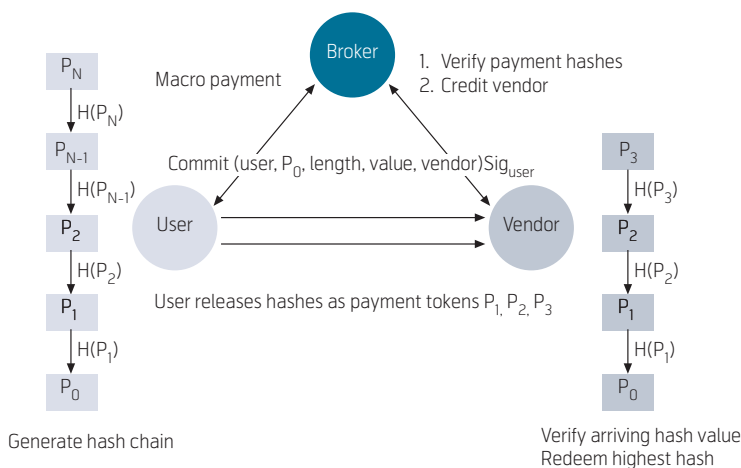 Broker
Macro payment
1. Verify payment hashes
2. Credit vendor
P_N
H(P_N)
P_N-1
H(P_N-1)
P_2
H(P_2)
P_1
H(P_1)
P_0
Generate hash chain
Commit (user, P_0, length, value, vendor)Sig_user
User
Vendor
User releases hashes as payment tokens P_1, P_2, P_3
P_3
H(P_3)
P_2
H(P_2)
P_1
H(P_1)
P_0
Verify arriving hash value
Redeem highest hash